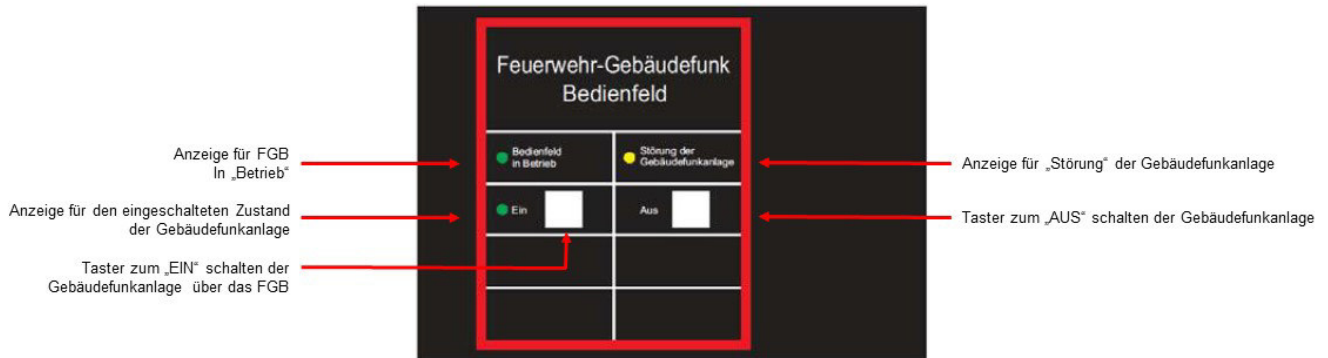 Feuerwehr-Gebäudefunk
Bedienfeld
Bedienfeld
in Betrieb
Störung der
Gebäudefunkanlage
Ein
Aus
Anzeige für FGB
In „Betrieb“
Anzeige für den eingeschalteten Zustand
der Gebäudefunkanlage
Taster zum „EIN“ schalten der
Gebäudefunkanlage über das FGB
Anzeige für „Störung“ der Gebäudefunkanlage
Taster zum „AUS“ schalten der Gebäudefunkanlage